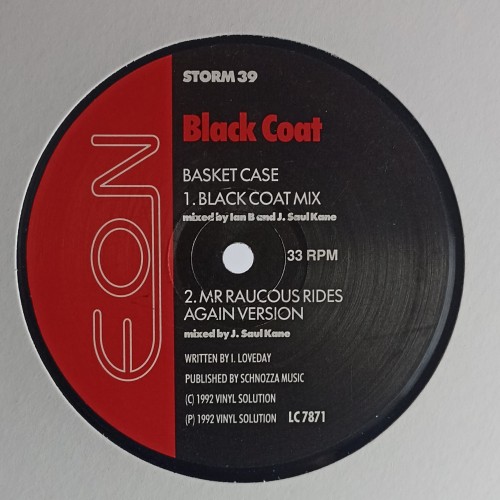 STORM 39
Black Coat
BASKET CASE
1. BLACK COAT MIX
mixed by Ian B and J. Saul Kane
33 RPM
2. MR RAUCOUS RIDES
AGAIN VERSION
mixed by J. Saul Kane
WRITTEN BY I. LOVEDAY
PUBLISHED BY SCHNOZZA MUSIC
(C) 1992 VINYL SOLUTION
(P) 1992 VINYL SOLUTION LC 7871
EON